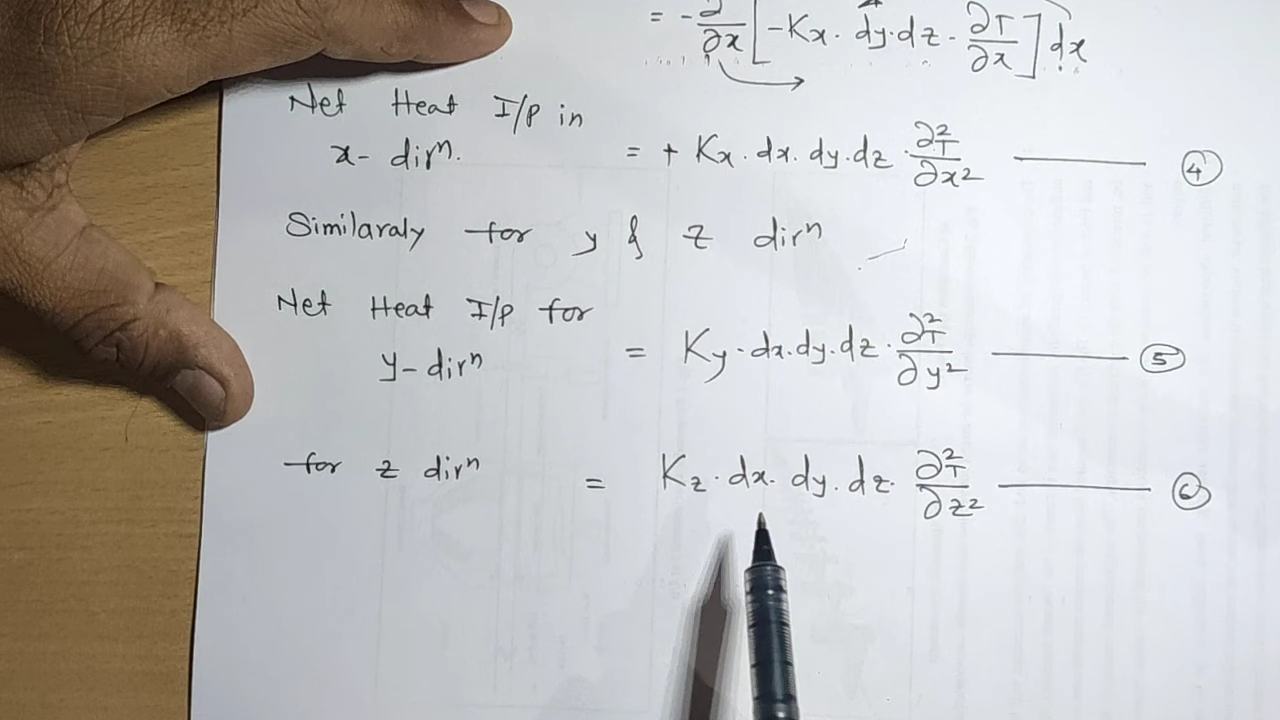 = - ∂/∂x [ -Kx · dy·dz · ∂T/∂x ] dx
Net Heat I/P in
x- dirⁿ. = + Kx · dx · dy · dz · ∂²T/∂x² ④
Similaraly for y & z dirⁿ
Net Heat I/P for
y- dirⁿ = Ky · dx · dy · dz · ∂²T/∂y² ⑤
for z dirⁿ = Kz · dx · dy · dz · ∂²T/∂z² ⑥